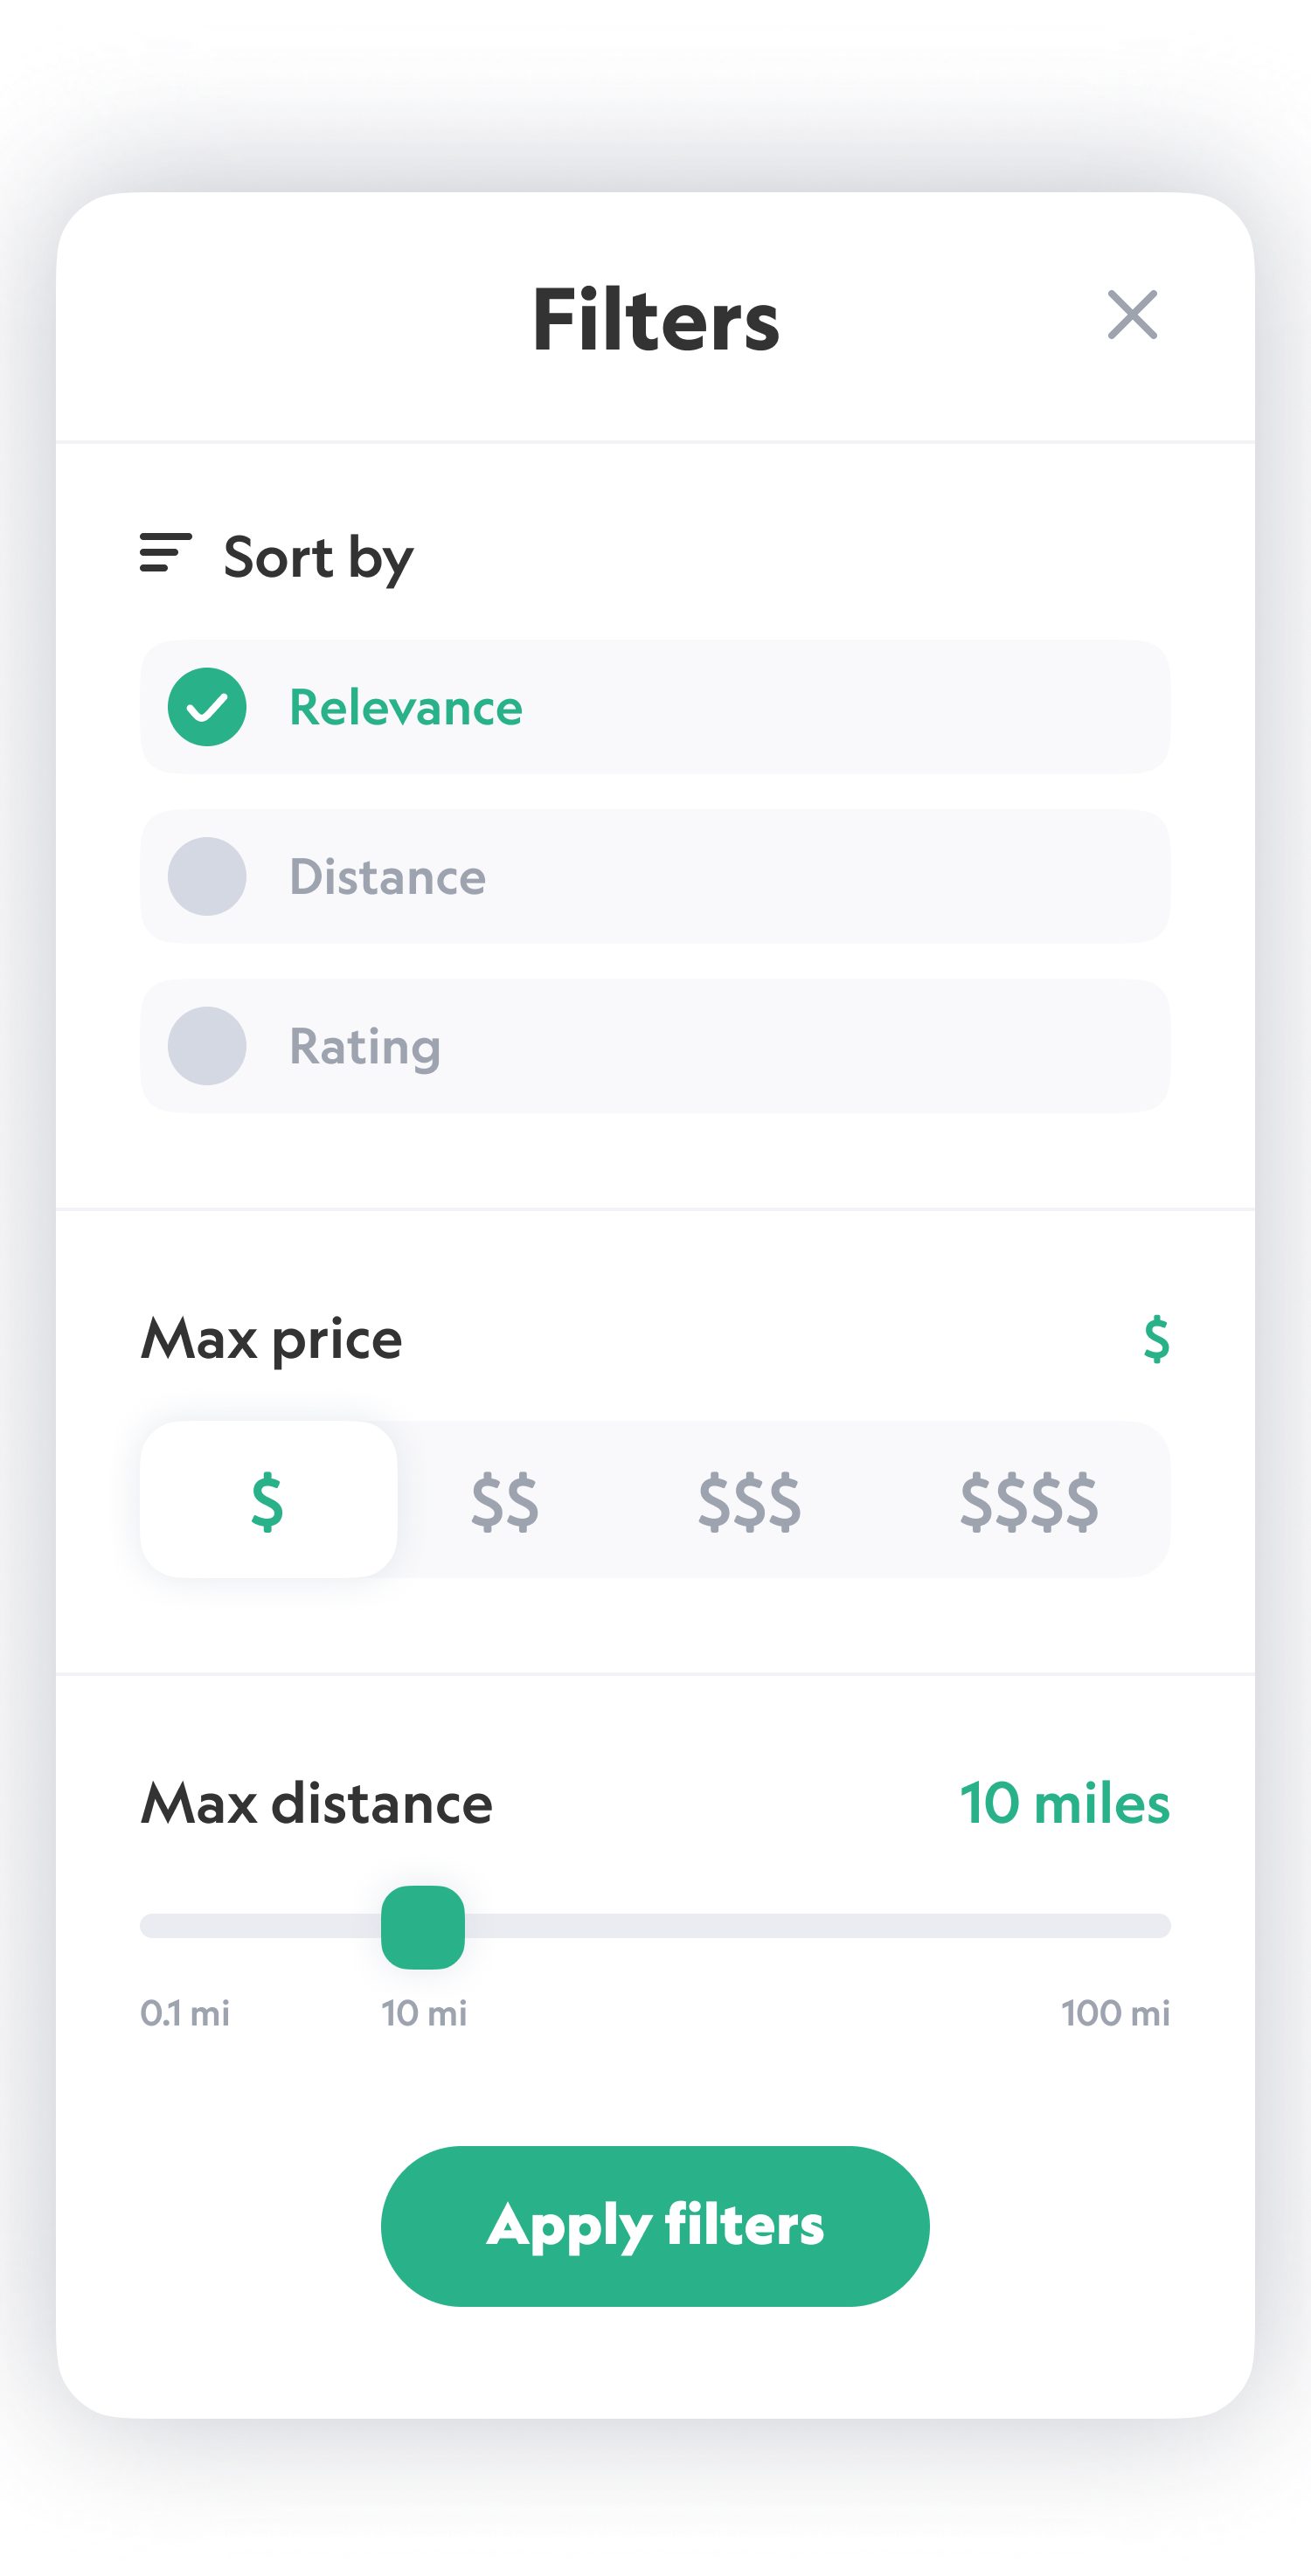 Filters
Sort by
Relevance
Distance
Rating
Max price $
$ $$ $$$ $$$$
Max distance 10 miles
0.1 mi 10 mi 100 mi
Apply filters